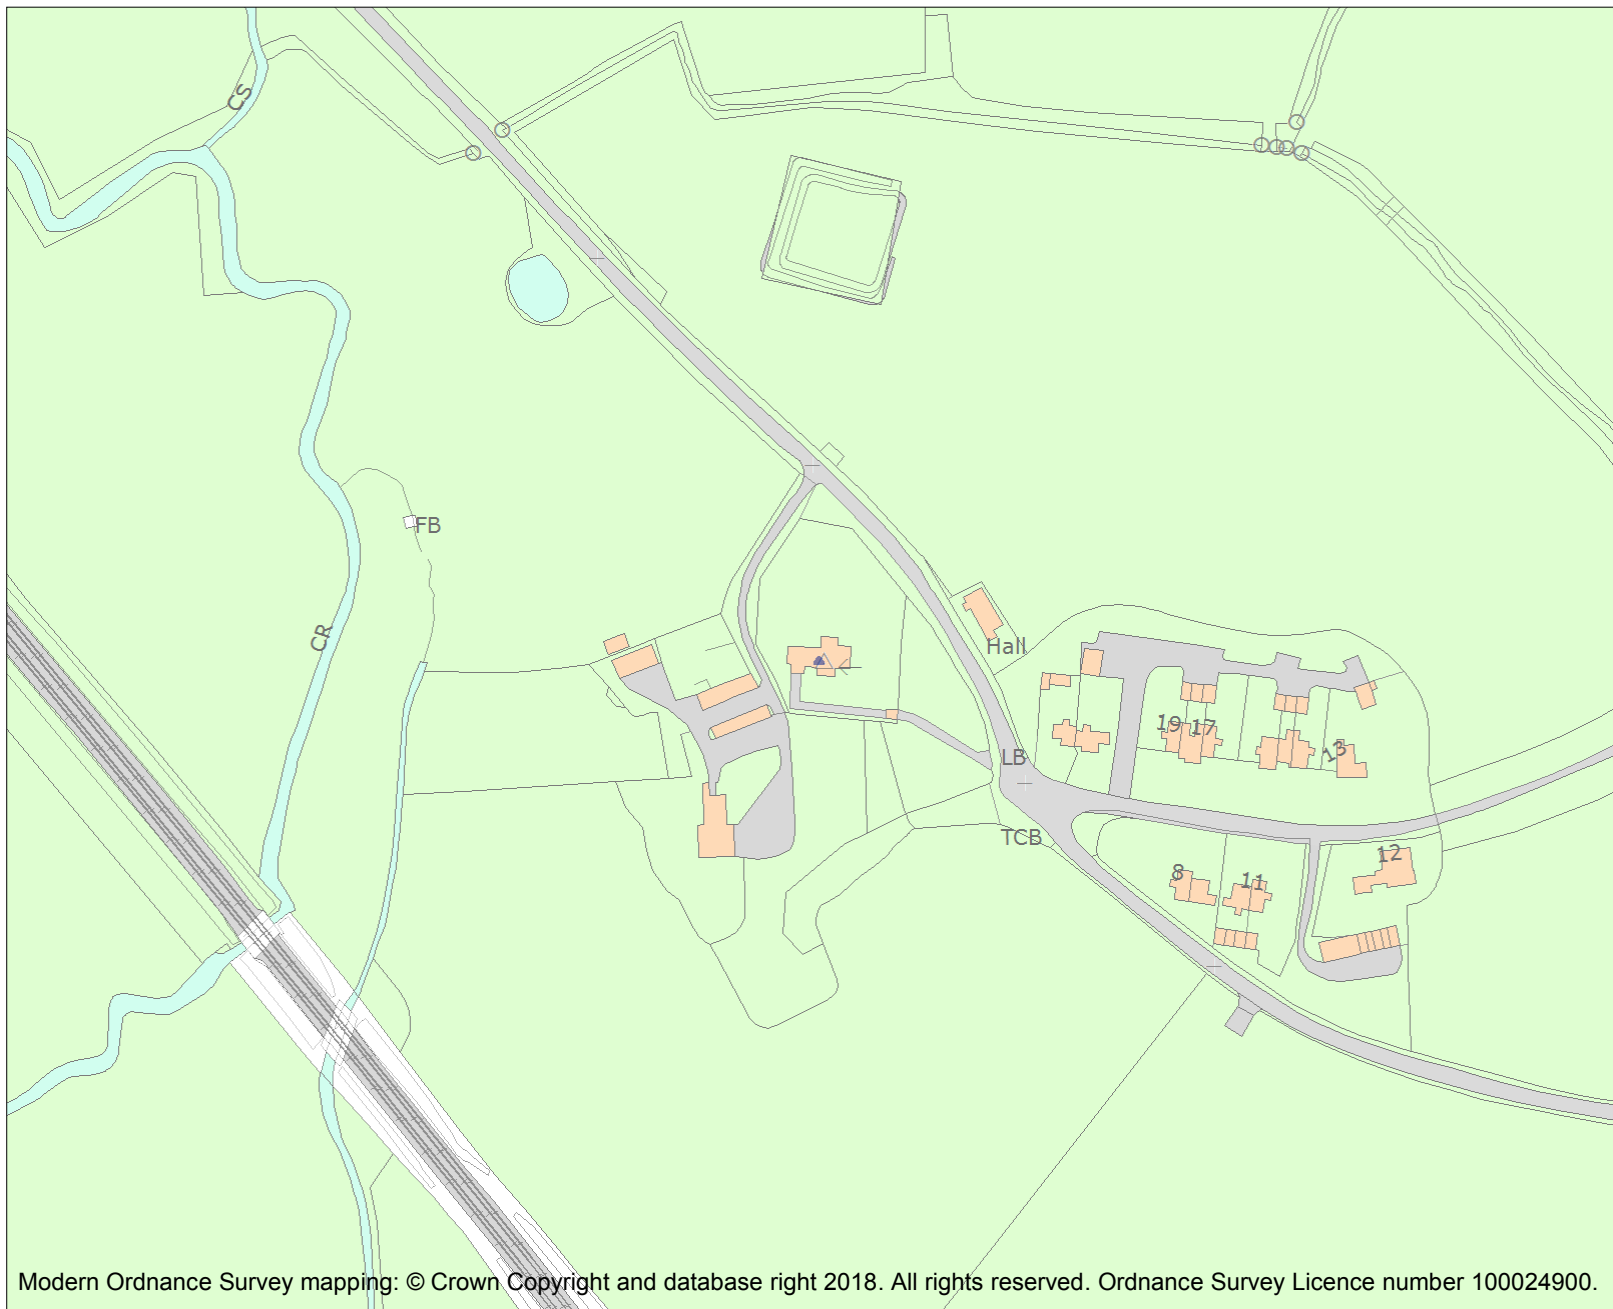 CS
FB
CR
Hall
19 17
13
LB
TCB
12
8
11
Modern Ordnance Survey mapping: © Crown Copyright and database right 2018. All rights reserved. Ordnance Survey Licence number 100024900.